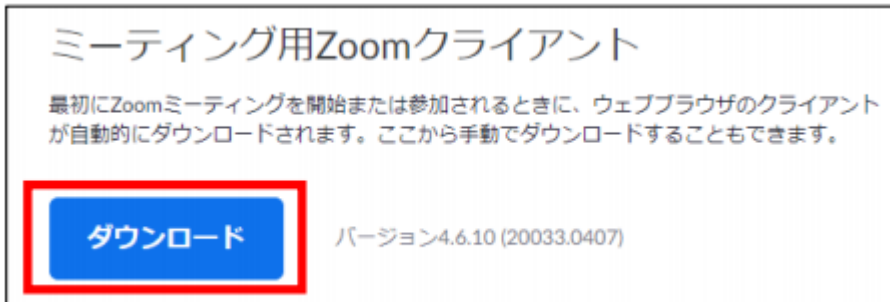 ミーティング用Zoomクライアント
最初にZoomミーティングを開始または参加されるときに、ウェブブラウザのクライアント
が自動的にダウンロードされます。ここから手動でダウンロードすることもできます。
ダウンロード バージョン4.6.10 (20033.0407)